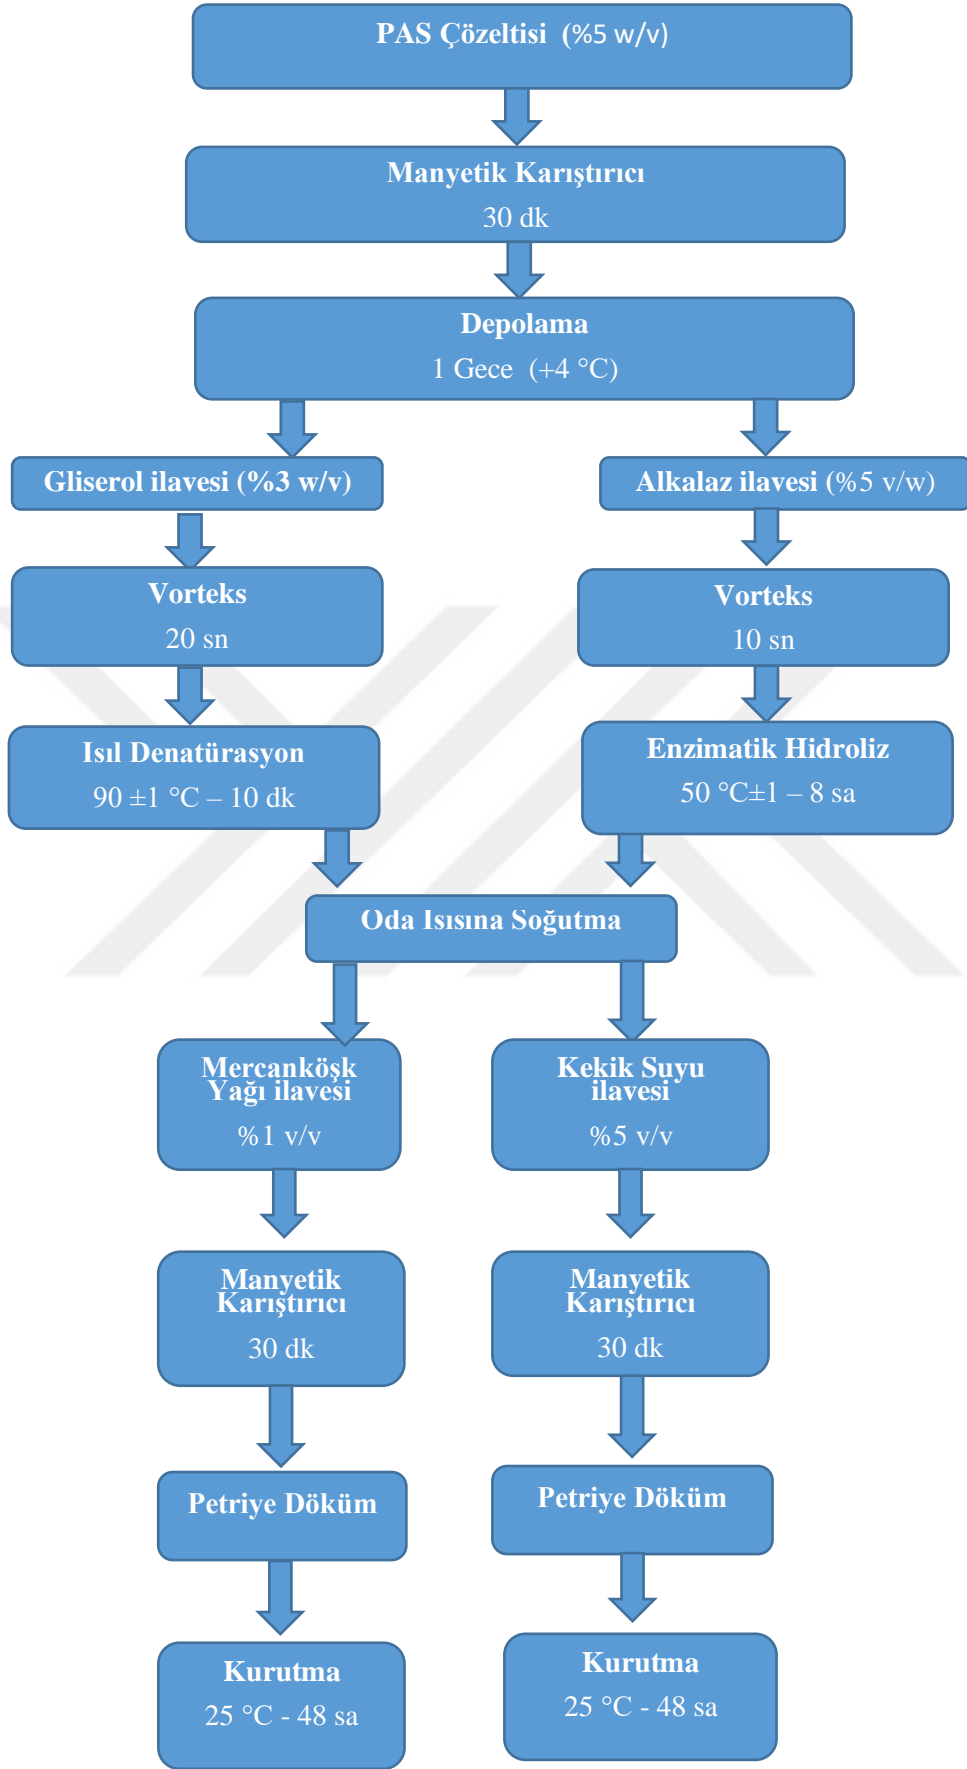 PAS Çözeltisi (%5 w/v)
Manyetik Karıştırıcı
30 dk
Depolama
1 Gece (+4 °C)
Gliserol ilavesi (%3 w/v)
Alkalaz ilavesi (%5 v/w)
Vorteks
20 sn
Vorteks
10 sn
Isıl Denatürasyon
90 ±1 °C – 10 dk
Enzimatik Hidroliz
50 °C±1 – 8 sa
Oda Isısına Soğutma
Mercanköşk
Yağı ilavesi
%1 v/v
Kekik Suyu
ilavesi
%5 v/v
Manyetik
Karıştırıcı
30 dk
Manyetik
Karıştırıcı
30 dk
Petriye Döküm
Petriye Döküm
Kurutma
25 °C - 48 sa
Kurutma
25 °C - 48 sa